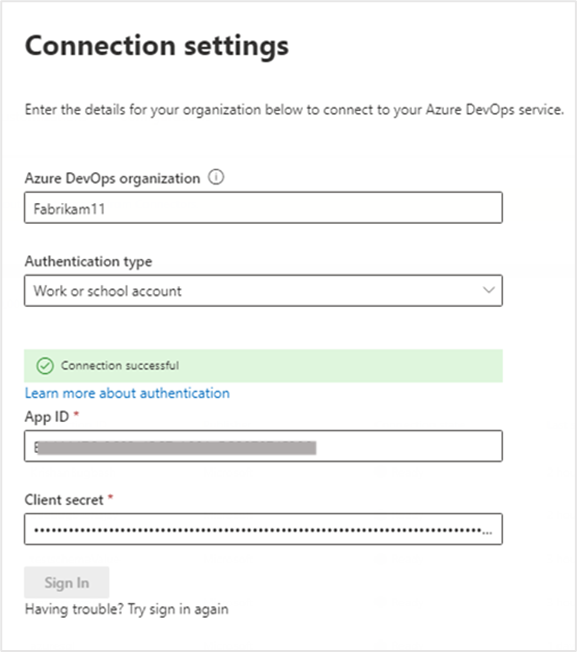 Connection settings
Enter the details for your organization below to connect to your Azure DevOps service.
Azure DevOps organization
Fabrikam11
Authentication type
Work or school account
Connection successful
Learn more about authentication
App ID *
Client secret *
Sign In
Having trouble? Try sign in again